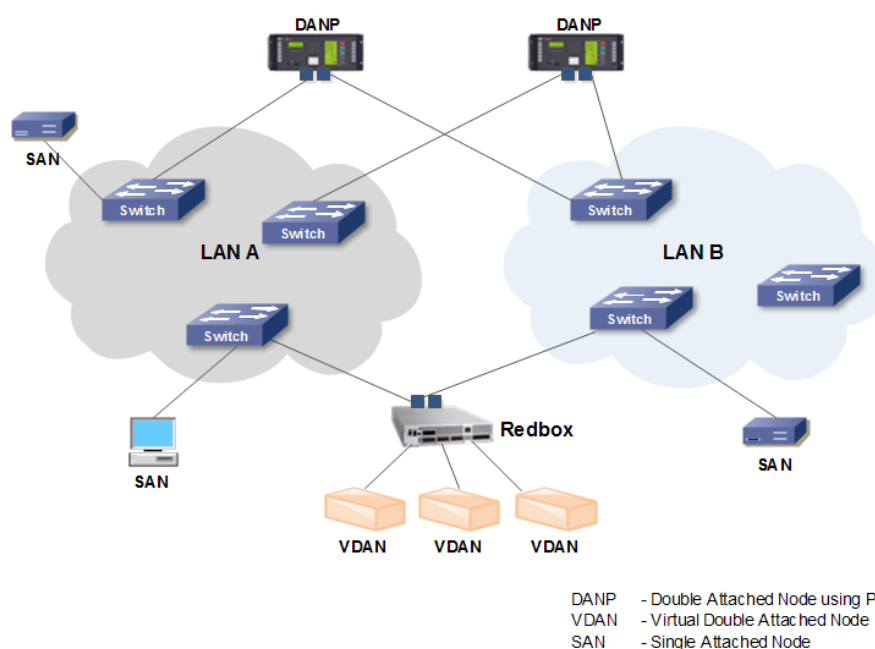 DANP
DANP
SAN
Switch
Switch
Switch
LAN A
LAN B
Switch
Switch
Switch
Redbox
SAN
SAN
VDAN
VDAN
VDAN
DANP - Double Attached Node using P
VDAN - Virtual Double Attached Node
SAN - Single Attached Node